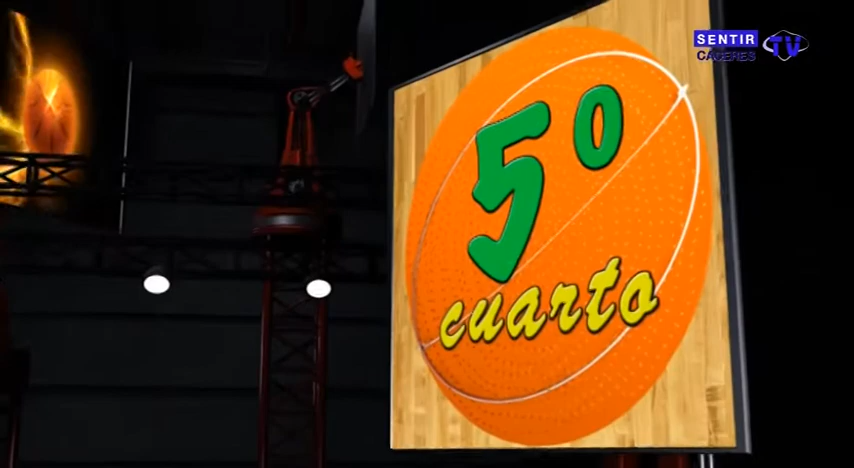 SENTIR
CÁCERES
TV
5º
cuarto